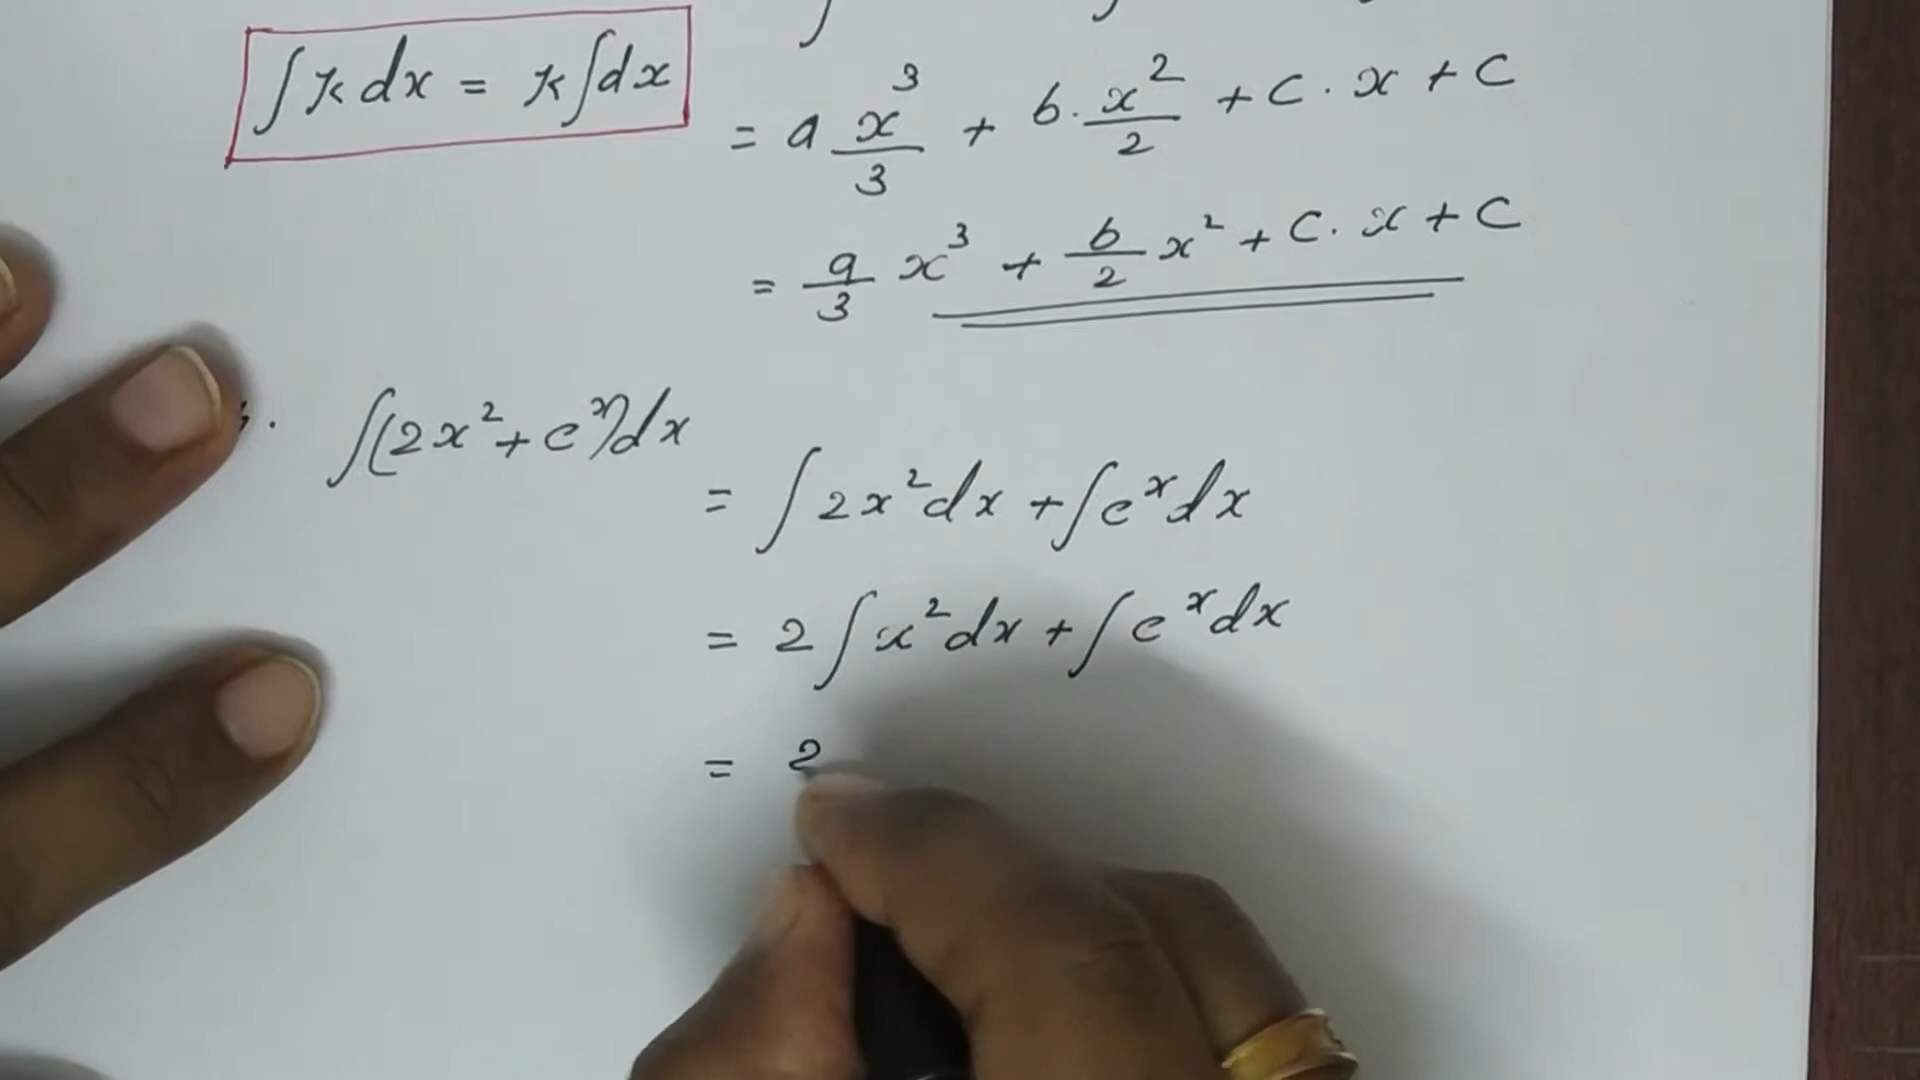 ∫k dx = k∫dx
= a x³/3 + b·x²/2 + C·x + C
= a/3 x³ + b/2 x² + C·x + C
∫(2x² + eˣ)dx
= ∫2x²dx + ∫eˣdx
= 2∫x²dx + ∫eˣdx
= 2